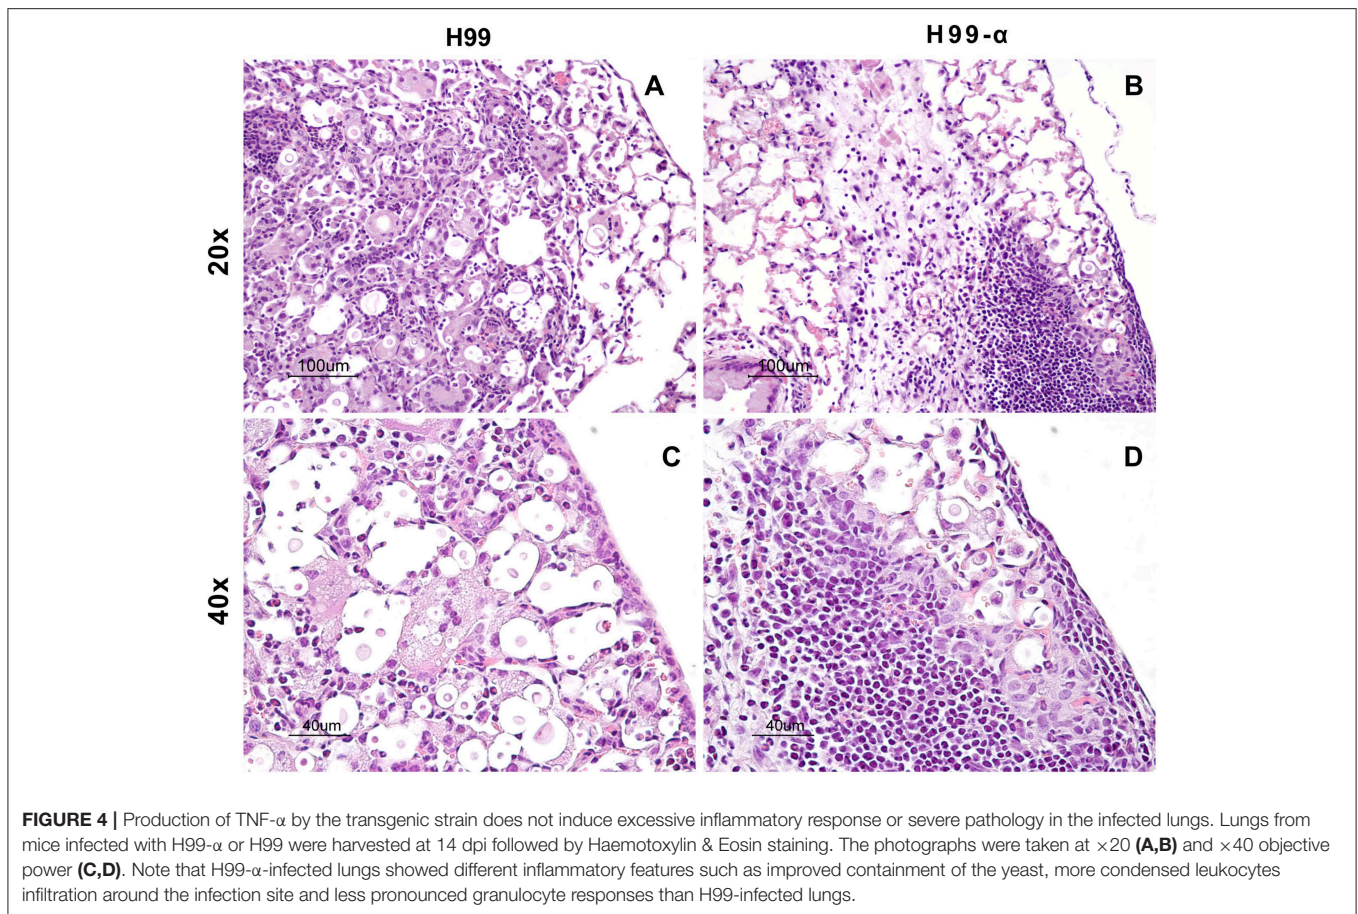 H99
H99-α
A
B
20x
100um
100um
C
D
40x
40um
40um
FIGURE 4 | Production of TNF-α by the transgenic strain does not induce excessive inflammatory response or severe pathology in the infected lungs. Lungs from
mice infected with H99-α or H99 were harvested at 14 dpi followed by Haemotoxylin & Eosin staining. The photographs were taken at ×20 (A,B) and ×40 objective
power (C,D). Note that H99-α-infected lungs showed different inflammatory features such as improved containment of the yeast, more condensed leukocytes
infiltration around the infection site and less pronounced granulocyte responses than H99-infected lungs.